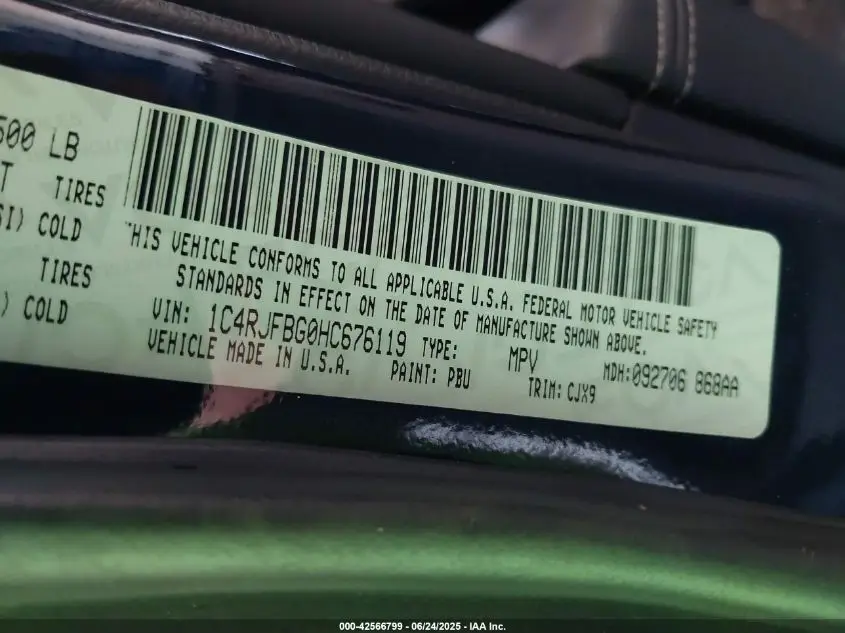 500 LB
T TIRES
SI) COLD
TIRES
) COLD
HIS VEHICLE CONFORMS TO ALL APPLICABLE U.S.A. FEDERAL MOTOR VEHICLE SAFETY
STANDARDS IN EFFECT ON THE DATE OF MANUFACTURE SHOWN ABOVE.
VIN: 1C4RJFBG0HC676119 TYPE: MPV MDH:092706 868AA
VEHICLE MADE IN U.S.A. PAINT: PBU TRIM: CJX9
000-42566799 - 06/24/2025 - IAA Inc.